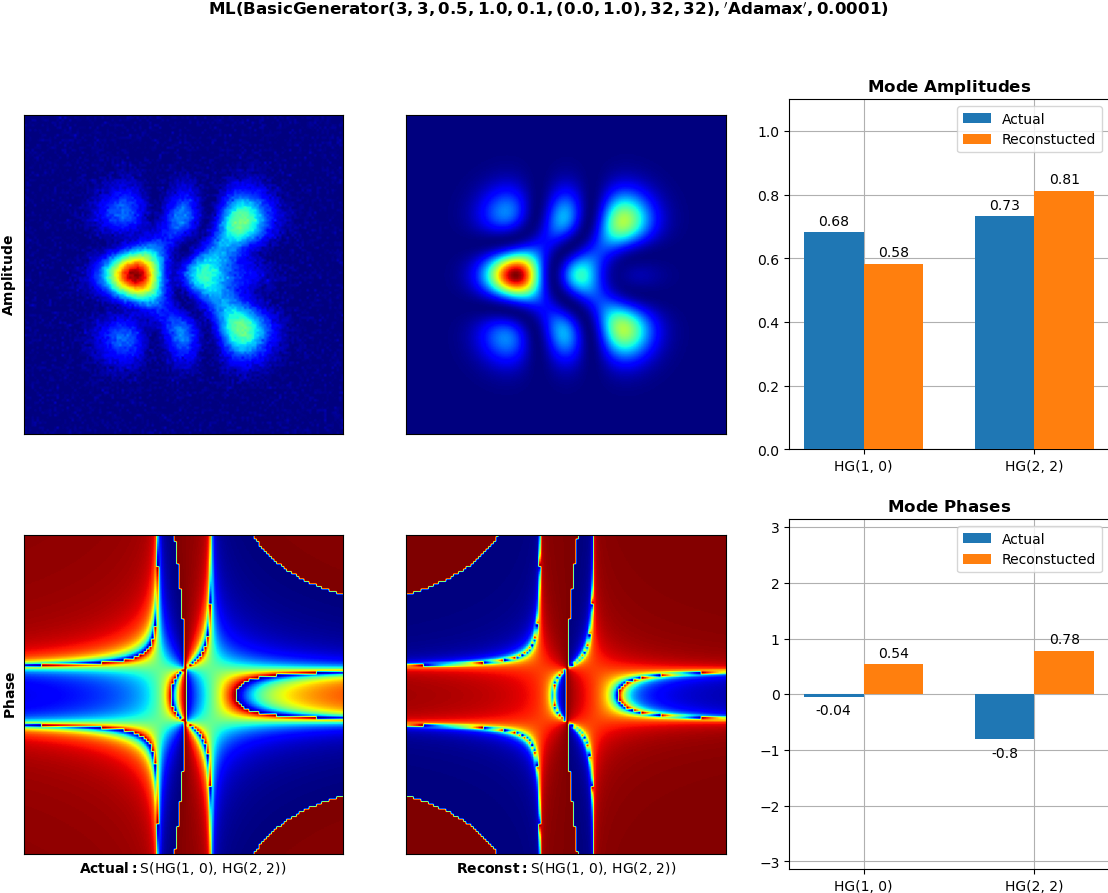 ML(BasicGenerator(3, 3, 0.5, 1.0, 0.1, (0.0, 1.0), 32, 32), ′Adamax′, 0.0001)
Amplitude
Mode Amplitudes
Actual
Reconstucted
1.0
0.8
0.6
0.4
0.2
0.0
0.68
0.58
0.73
0.81
HG(1, 0)
HG(2, 2)
Phase
Actual: S(HG(1, 0), HG(2, 2))
Reconst: S(HG(1, 0), HG(2, 2))
Mode Phases
Actual
Reconstucted
3
2
1
0
−1
−2
−3
-0.04
0.54
-0.8
0.78
HG(1, 0)
HG(2, 2)